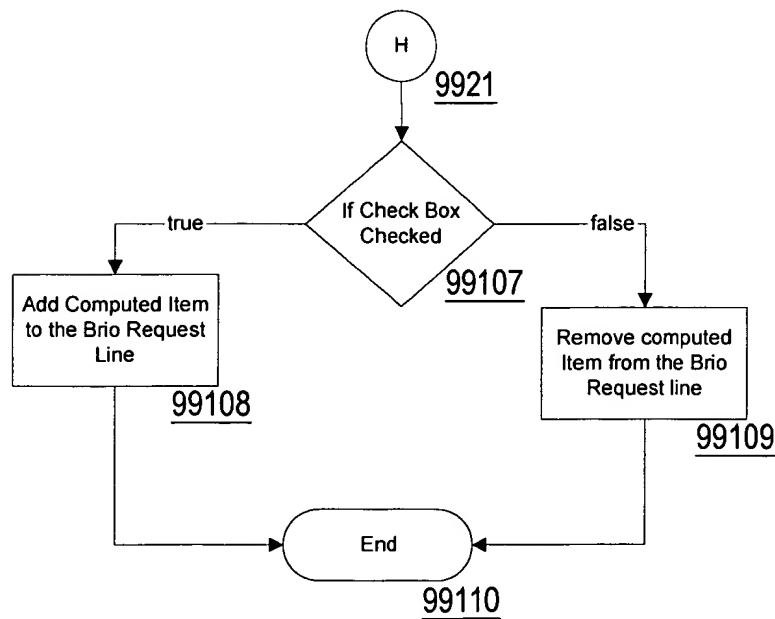 H
9921
If Check Box
Checked
99107
true
false
Add Computed Item
to the Brio Request
Line
99108
Remove computed
Item from the Brio
Request line
99109
End
99110